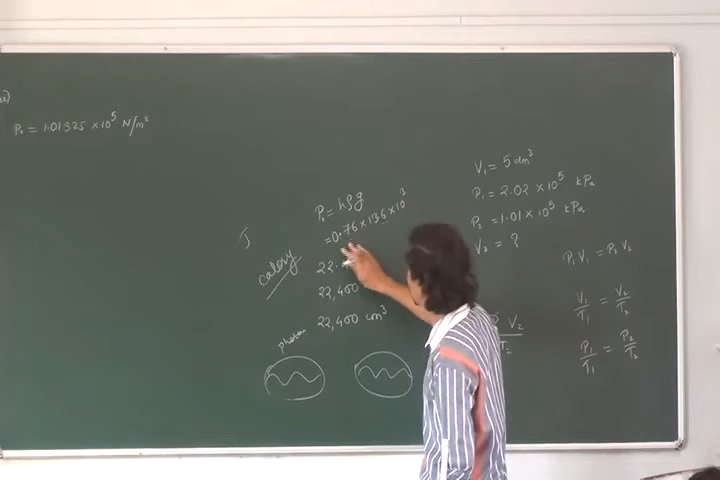 P₀ = 1.01325 × 10⁵ N/m²
P₀ = hρg
= 0.76 × 13.6 × 10³
J
calory
22.
22,400
22,400 cm³
photon
V₁ = 5 dm³
P₁ = 2.02 × 10⁵ kPa
P₂ = 1.01 × 10⁵ kPa
V₂ = ?
P₁V₁ = P₂V₂
V₁/T₁ = V₂/T₂
P₁/T₁ = P₂/T₂
V₂
T₂